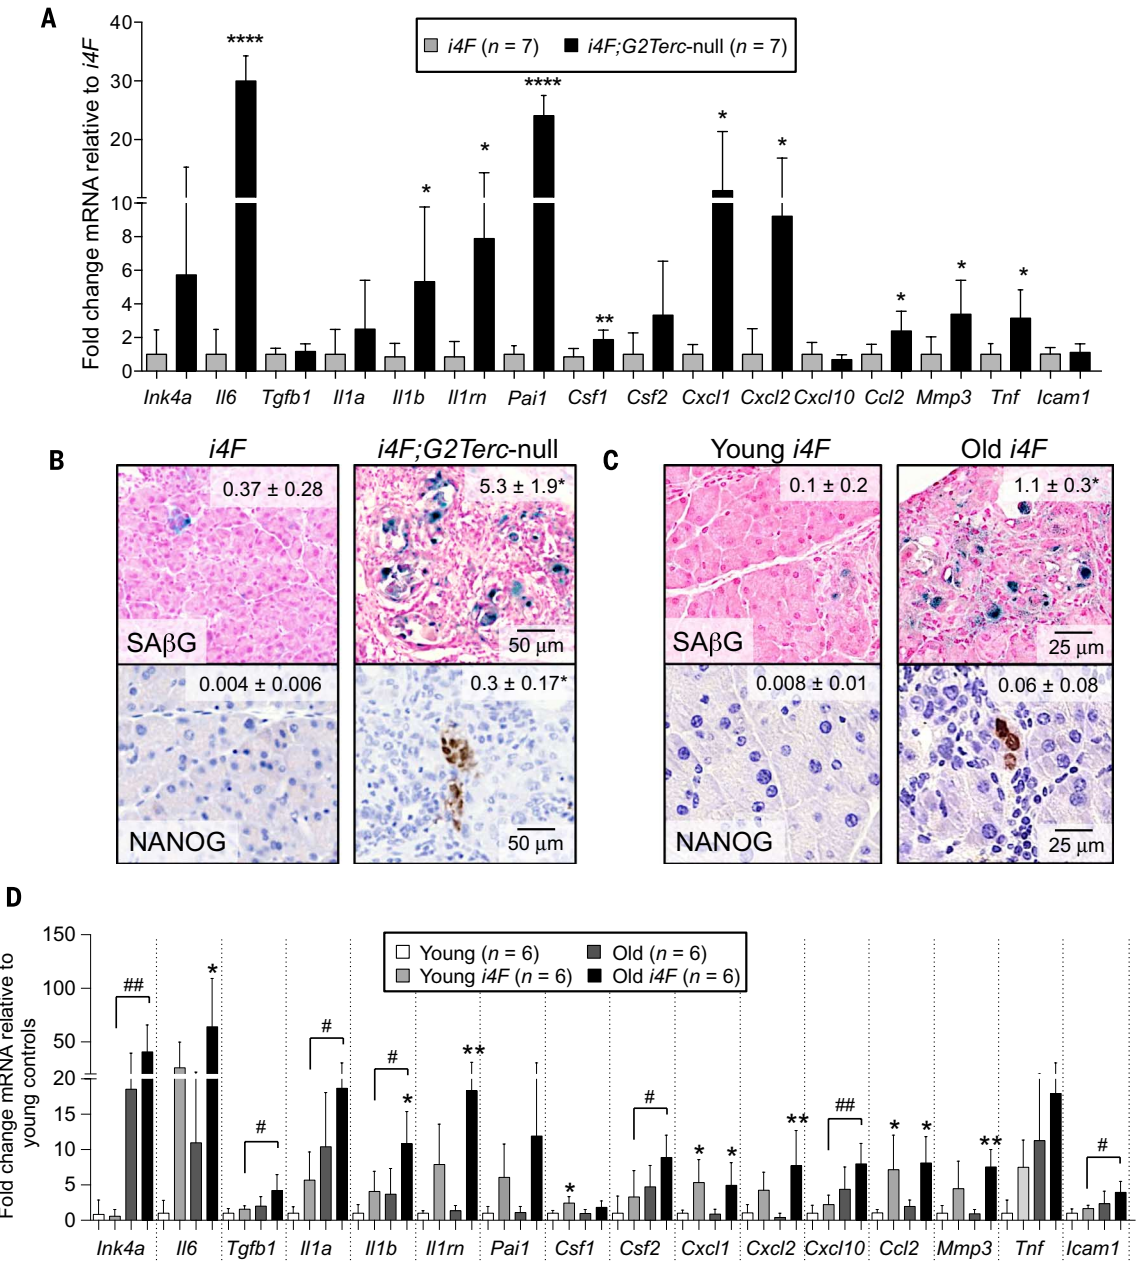 A
Fold change mRNA relative to i4F
40
30
20
10
8
6
4
2
0
i4F (n = 7) i4F;G2Terc-null (n = 7)
**** * * **** ** * * * * *
Ink4a Il6 Tgfb1 Il1a Il1b Il1rn Pai1 Csf1 Csf2 Cxcl1 Cxcl2 Cxcl10 Ccl2 Mmp3 Tnf Icam1
B
i4F i4F;G2Terc-null
0.37 ± 0.28 5.3 ± 1.9*
SAβG 50 μm
0.004 ± 0.006 0.3 ± 0.17*
NANOG 50 μm
C
Young i4F Old i4F
0.1 ± 0.2 1.1 ± 0.3*
SAβG 25 μm
0.008 ± 0.01 0.06 ± 0.08
NANOG 25 μm
D
Fold change mRNA relative to
young controls
150
100
50
20
15
10
5
0
Young (n = 6) Old (n = 6)
Young i4F (n = 6) Old i4F (n = 6)
## * # # # * ** * # * * ** ## * * ** #
Ink4a Il6 Tgfb1 Il1a Il1b Il1rn Pai1 Csf1 Csf2 Cxcl1 Cxcl2 Cxcl10 Ccl2 Mmp3 Tnf Icam1